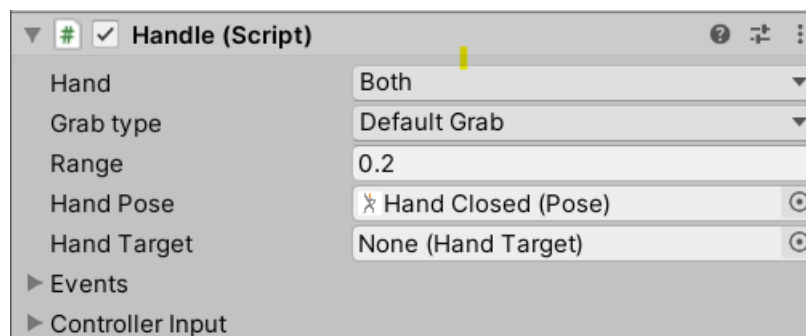 Handle (Script)
Hand Both
Grab type Default Grab
Range 0.2
Hand Pose Hand Closed (Pose)
Hand Target None (Hand Target)
Events
Controller Input